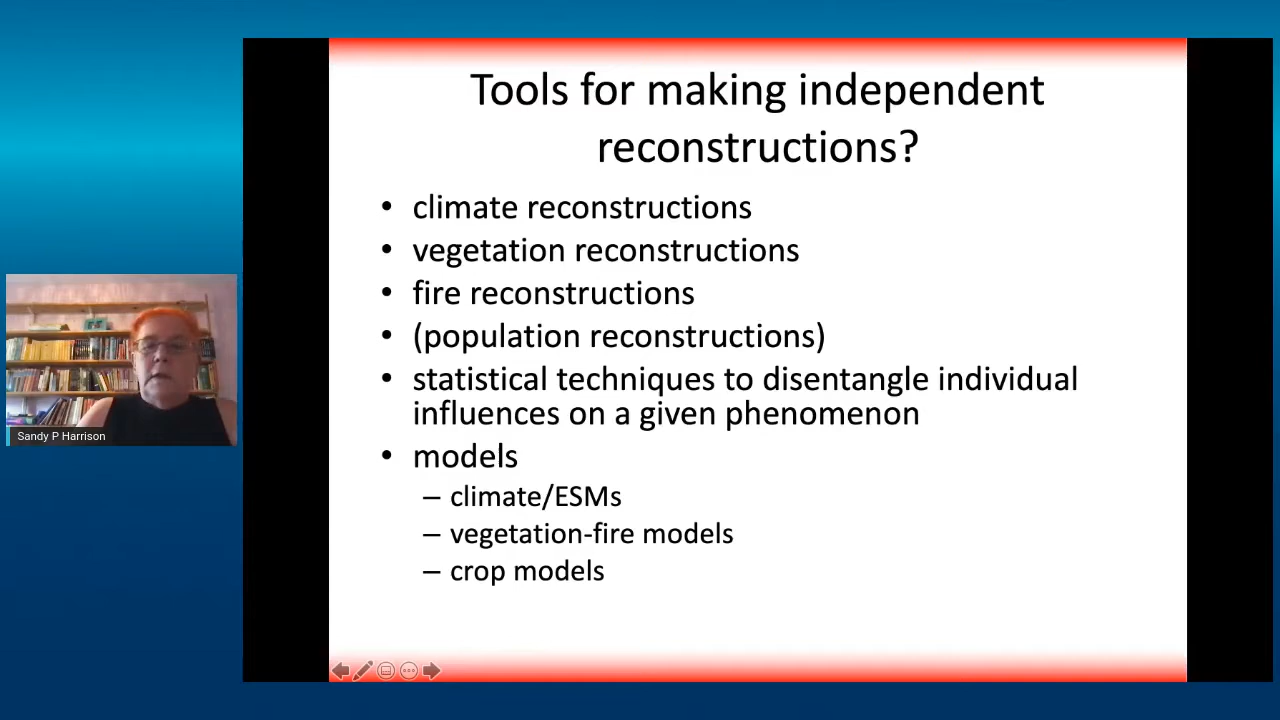 Tools for making independent
reconstructions?
• climate reconstructions
• vegetation reconstructions
• fire reconstructions
• (population reconstructions)
• statistical techniques to disentangle individual
influences on a given phenomenon
• models
– climate/ESMs
– vegetation-fire models
– crop models
Sandy P Harrison